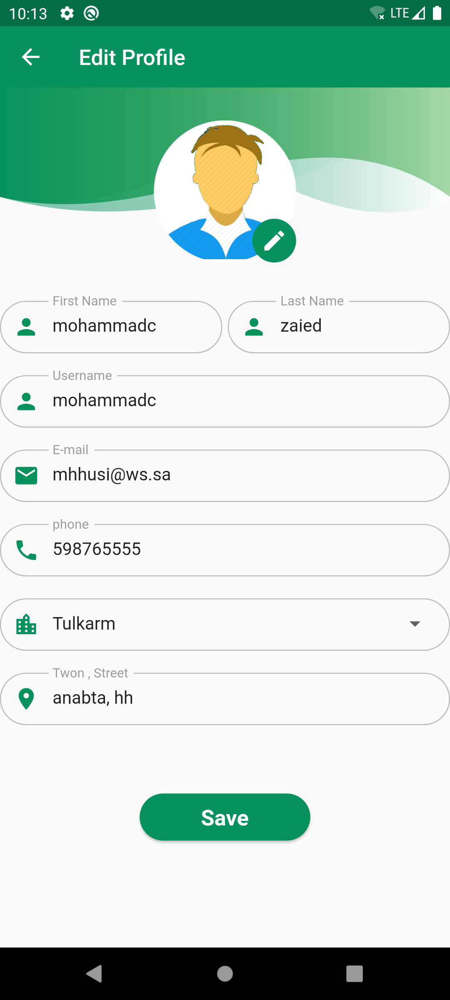 10:13 LTE
Edit Profile
First Name Last Name
mohammadc zaied
Username
mohammadc
E-mail
mhhusi@ws.sa
phone
598765555
Tulkarm
Twon , Street
anabta, hh
Save